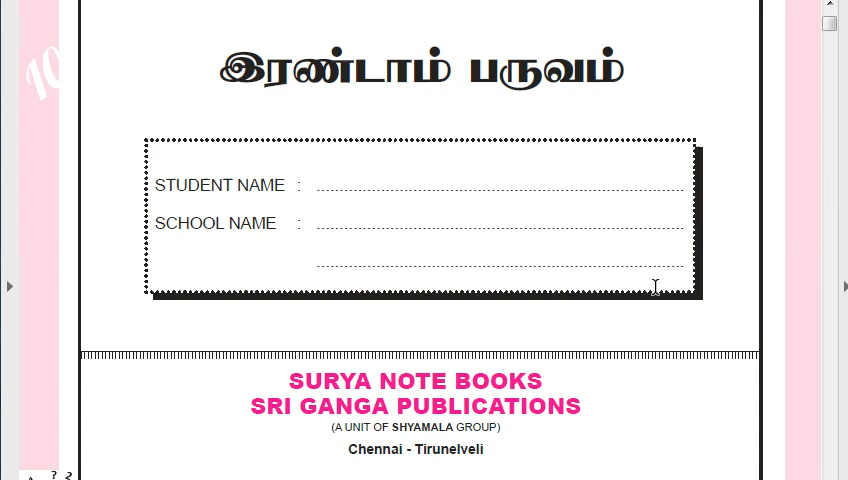 10
இரண்டாம் பருவம்
STUDENT NAME : ................................................................................
SCHOOL NAME : ................................................................................
................................................................................
SURYA NOTE BOOKS
SRI GANGA PUBLICATIONS
(A UNIT OF SHYAMALA GROUP)
Chennai - Tirunelveli